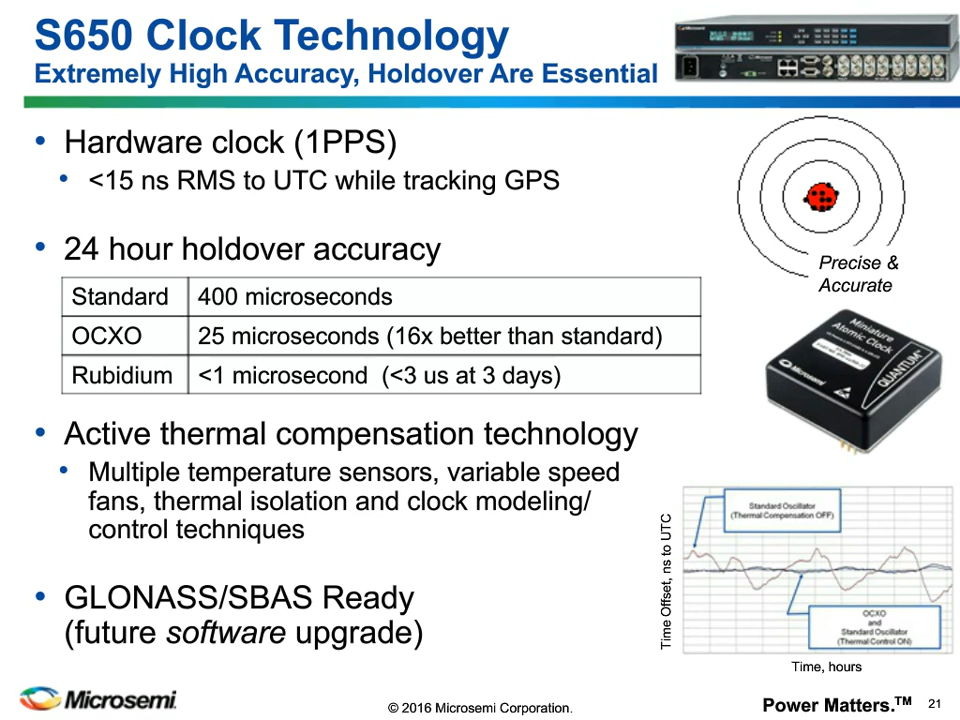 S650 Clock Technology
Extremely High Accuracy, Holdover Are Essential
• Hardware clock (1PPS)
• <15 ns RMS to UTC while tracking GPS
• 24 hour holdover accuracy
Standard 400 microseconds
OCXO 25 microseconds (16x better than standard)
Rubidium <1 microsecond (<3 us at 3 days)
• Active thermal compensation technology
• Multiple temperature sensors, variable speed
fans, thermal isolation and clock modeling/
control techniques
• GLONASS/SBAS Ready
(future software upgrade)
Precise &
Accurate
Miniature
Atomic Clock
QUANTUM™
Microsemi
Time Offset, ns to UTC
Standard Oscillator
(Thermal Compensation OFF)
OCXO
and
Standard Oscillator
(Thermal Control ON)
Time, hours
Microsemi.
© 2016 Microsemi Corporation.
Power Matters.™
21